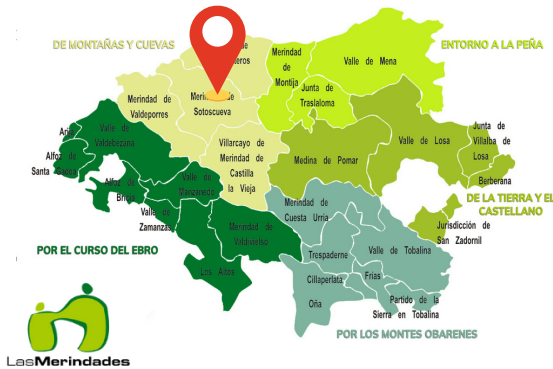 DE MONTAÑAS Y CUEVAS
de
teros
Merindad
de
Montija
Valle de Mena
ENTORNO A LA PEÑA
Junta de
Traslaloma
Merindad de
Valdeporres
de
Sotoscueva
Valle de
Valdebezana
Villarcayo de
Merindad de
Castilla
la Vieja
Medina de Pomar
Valle de Losa
Junta de
Villalba de
Losa
Berberana
Alfoz de
Santa
Alfoz de
Bricia
Valle de
Manzanedo
Valle de
Zamanzas
Merindad de
Cuesta Urria
DE LA TIERRA Y EL
CASTELLANO
Jurisdicción de
San Zadornil
Merindad de
Valdivielso
POR EL CURSO DEL EBRO
Los Altos
Trespaderne
Valle de Tobalina
Cillaperlata
Frías
Oña
Partido de la
Sierra en Tobalina
POR LOS MONTES OBARENES
LasMerindades